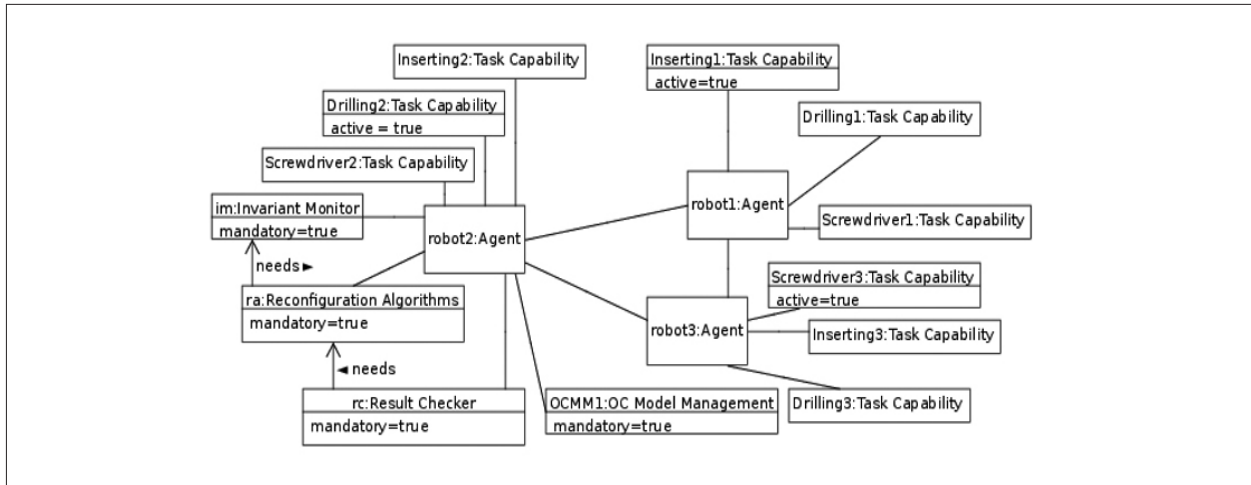 Inserting2:Task Capability
Inserting1:Task Capability
active=true
Drilling2:Task Capability
active = true
Drilling1:Task Capability
Screwdriver2:Task Capability
im:Invariant Monitor
mandatory=true
robot2:Agent
robot1:Agent
Screwdriver1:Task Capability
needs ►
Screwdriver3:Task Capability
active=true
ra:Reconfiguration Algorithms
mandatory=true
robot3:Agent
Inserting3:Task Capability
◄ needs
rc:Result Checker
mandatory=true
OCMM1:OC Model Management
mandatory=true
Drilling3:Task Capability